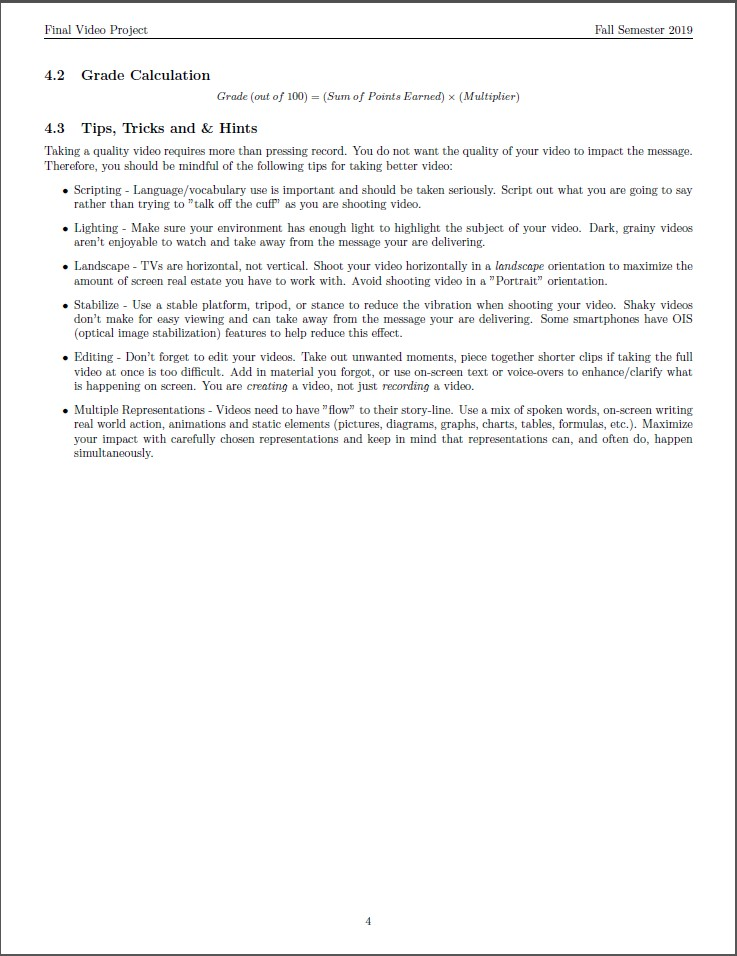 Final Video Project Fall Semester 2019
4.2 Grade Calculation
Grade (out of 100) = (Sum of Points Earned) × (Multiplier)
4.3 Tips, Tricks and & Hints
Taking a quality video requires more than pressing record. You do not want the quality of your video to impact the message.
Therefore, you should be mindful of the following tips for taking better video:
• Scripting - Language/vocabulary use is important and should be taken seriously. Script out what you are going to say
rather than trying to ”talk off the cuff” as you are shooting video.
• Lighting - Make sure your environment has enough light to highlight the subject of your video. Dark, grainy videos
aren’t enjoyable to watch and take away from the message your are delivering.
• Landscape - TVs are horizontal, not vertical. Shoot your video horizontally in a landscape orientation to maximize the
amount of screen real estate you have to work with. Avoid shooting video in a ”Portrait” orientation.
• Stabilize - Use a stable platform, tripod, or stance to reduce the vibration when shooting your video. Shaky videos
don’t make for easy viewing and can take away from the message your are delivering. Some smartphones have OIS
(optical image stabilization) features to help reduce this effect.
• Editing - Don’t forget to edit your videos. Take out unwanted moments, piece together shorter clips if taking the full
video at once is too difficult. Add in material you forgot, or use on-screen text or voice-overs to enhance/clarify what
is happening on screen. You are creating a video, not just recording a video.
• Multiple Representations - Videos need to have ”flow” to their story-line. Use a mix of spoken words, on-screen writing
real world action, animations and static elements (pictures, diagrams, graphs, charts, tables, formulas, etc.). Maximize
your impact with carefully chosen representations and keep in mind that representations can, and often do, happen
simultaneously.
4